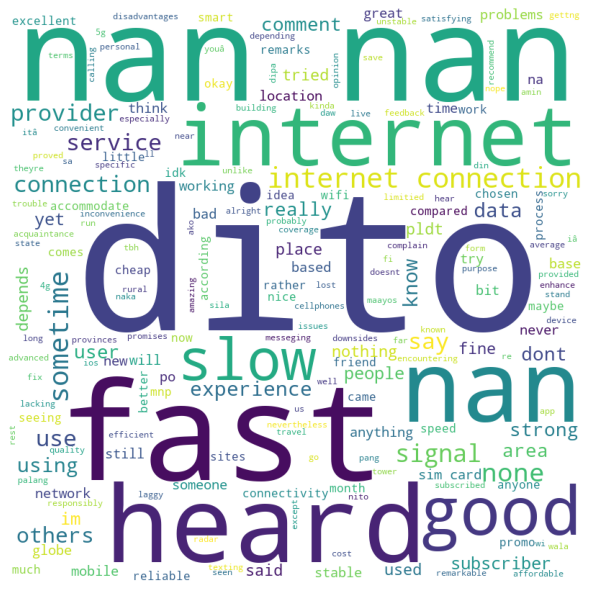 excellent
disadvantages
5g
smart
great
unstable
satisfying
problems
gettng
nan nan
terms
personal
youâ
depending
okay
comment
remarks
calling
tried
dipa
opinion
save
recommend
nope
amin
provider
itâ
convenient
especially
think
building
location
kinda
daw
live
feedback
na
timework
internet
theyre
sa
near
specific
service
little
ll
idk
working
idea
wifi
unlike
din
proved
connection
internet connection
trouble
run
accommodate
inconvenience
acquaintance
state
tbh
yet
bad
alright
ako
really
probably
coverage
fi
doesnt
limitied
hear
complain
chosen
compared
data
process
sorry
average
iâ
form
purpose
provided
enhance
stand
device
dito
comes
cheap
rural
naka
according
amazing
place
based
rather
sila
lost
cellphones
pldt
maayos
know
try
bit
base
maybe
depends
sometime
long
provinces
promises
now
nice
issues
messeging
downsides
known
far
never
advanced
ios
user
new
will
slow
nothing
friend
say
fine
dont
encountering
re
fix
lacking
seeing
mnp
po
better
experience
well
people
came
nan
app
rest
quality
use
efficient
still
sites
us
nevertheless
travel
go
anything
speed
strong
using
fast
signal
area
none
palang
responsibly
network
laggy
someone
connectivity
except
pang
month
tower
nito
sim card
subscribed
anyone
others
im
globe
heard
radar
texting
seen
cost
good
promo
wi
wala
much
mobile
reliable
said
stable
used
subscriber
remarkable
affordable